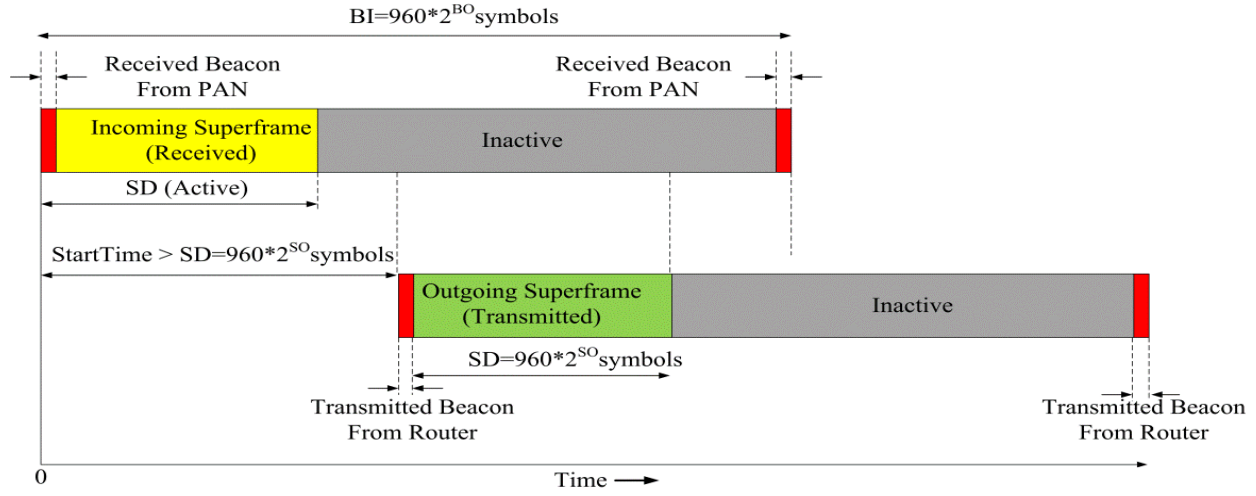 BI=960*2^BO symbols
Received Beacon
From PAN
Received Beacon
From PAN
Incoming Superframe
(Received)
Inactive
SD (Active)
StartTime > SD=960*2^SO symbols
Outgoing Superframe
(Transmitted)
Inactive
SD=960*2^SO symbols
Transmitted Beacon
From Router
Transmitted Beacon
From Router
0
Time